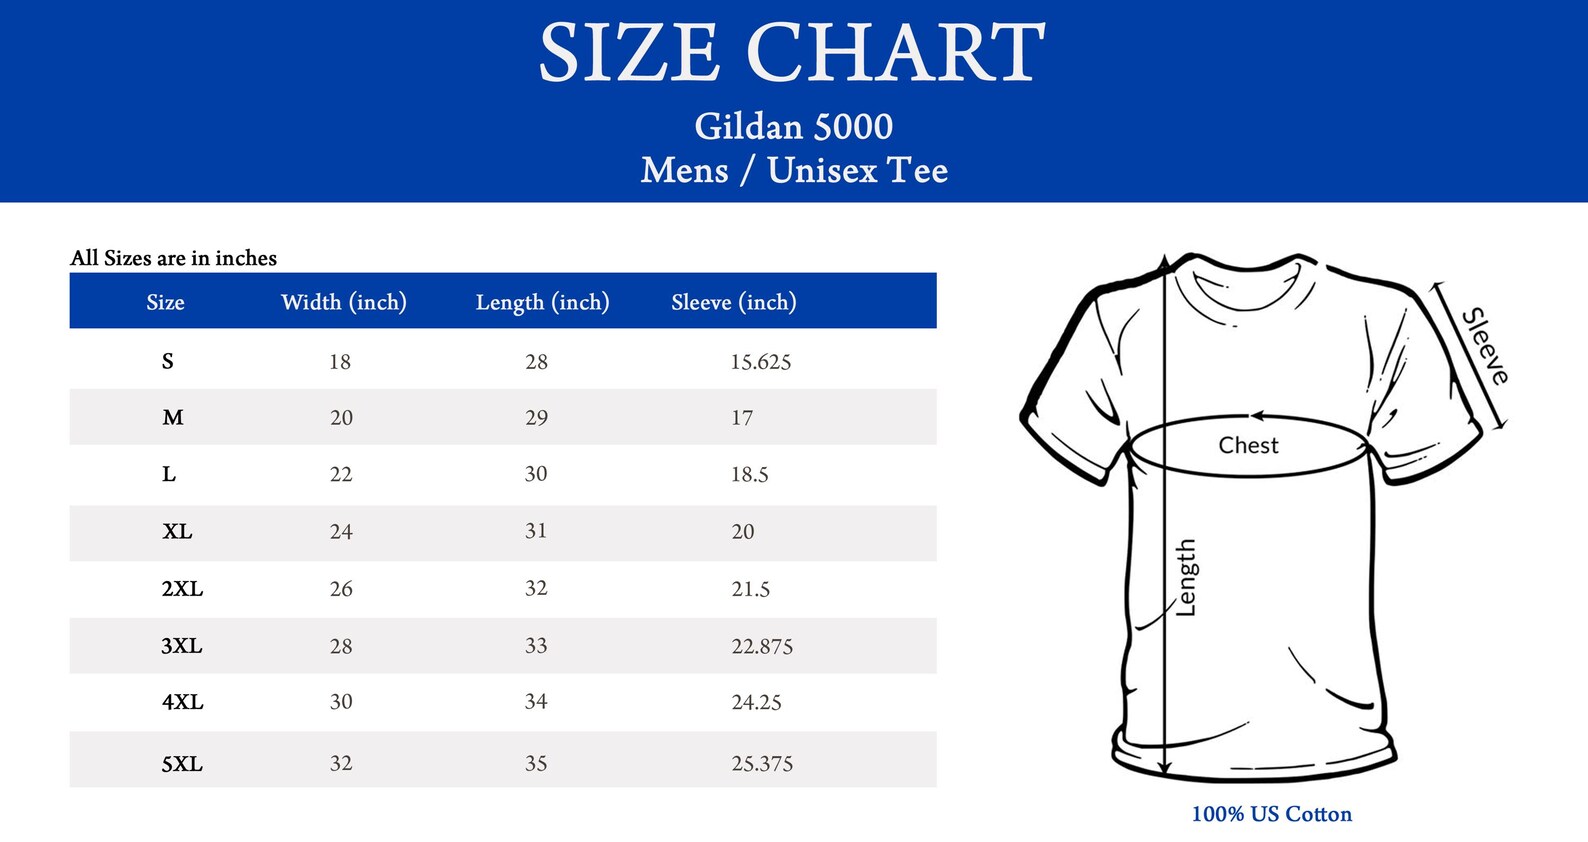 SIZE CHART
Gildan 5000
Mens / Unisex Tee
All Sizes are in inches
Size Width (inch) Length (inch) Sleeve (inch)
S 18 28 15.625
M 20 29 17
L 22 30 18.5
XL 24 31 20
2XL 26 32 21.5
3XL 28 33 22.875
4XL 30 34 24.25
5XL 32 35 25.375
Sleeve
Chest
Length
100% US Cotton